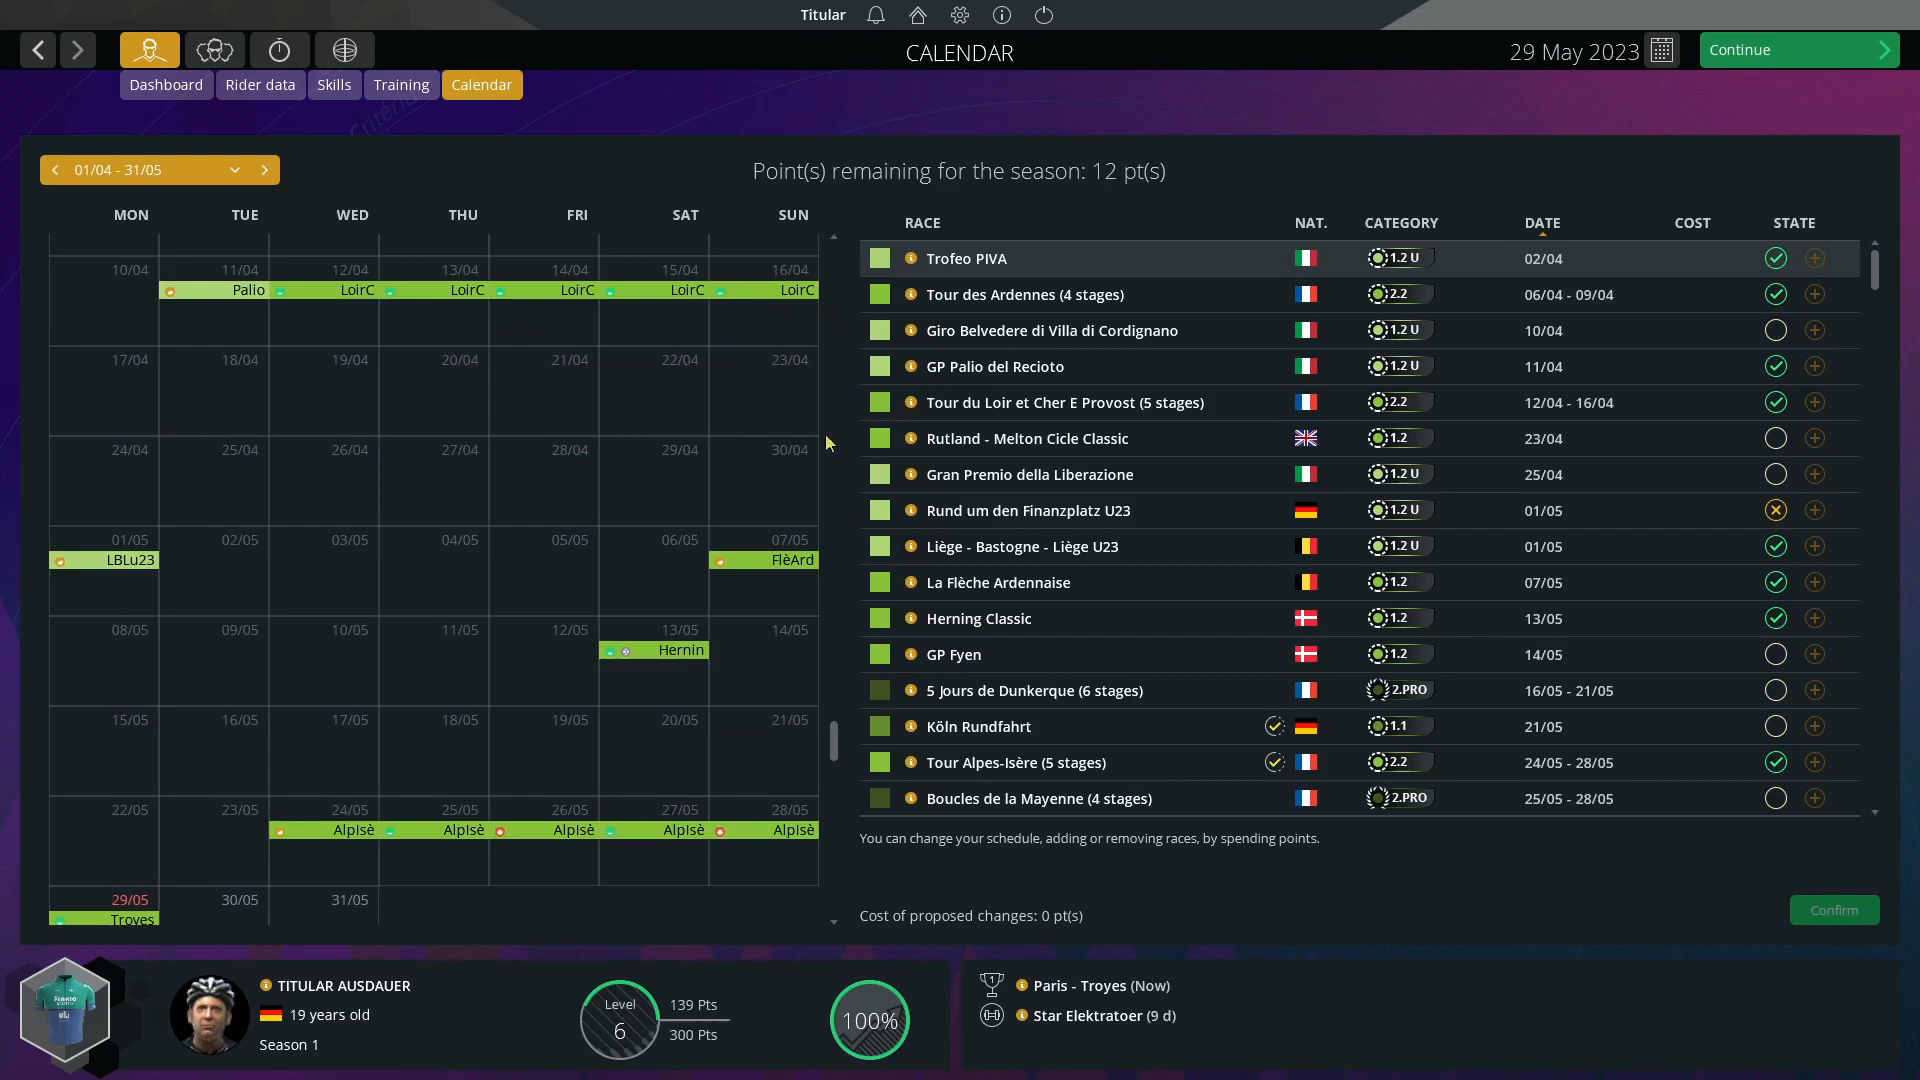 Titular
CALENDAR
29 May 2023
Continue
Dashboard Rider data Skills Training Calendar
01/04 - 31/05
Point(s) remaining for the season: 12 pt(s)
MON TUE WED THU FRI SAT SUN
10/04 11/04 12/04 13/04 14/04 15/04 16/04
Palio LoirC LoirC LoirC LoirC LoirC
17/04 18/04 19/04 20/04 21/04 22/04 23/04
24/04 25/04 26/04 27/04 28/04 29/04 30/04
01/05 02/05 03/05 04/05 05/05 06/05 07/05
LBLu23 FlèArd
08/05 09/05 10/05 11/05 12/05 13/05 14/05
Hernin
15/05 16/05 17/05 18/05 19/05 20/05 21/05
22/05 23/05 24/05 25/05 26/05 27/05 28/05
AlpIsè AlpIsè AlpIsè AlpIsè AlpIsè
29/05 30/05 31/05
Troyes
RACE NAT. CATEGORY DATE COST STATE
Trofeo PIVA 1.2 U 02/04
Tour des Ardennes (4 stages) 2.2 06/04 - 09/04
Giro Belvedere di Villa di Cordignano 1.2 U 10/04
GP Palio del Recioto 1.2 U 11/04
Tour du Loir et Cher E Provost (5 stages) 2.2 12/04 - 16/04
Rutland - Melton Cicle Classic 1.2 23/04
Gran Premio della Liberazione 1.2 U 25/04
Rund um den Finanzplatz U23 1.2 U 01/05
Liège - Bastogne - Liège U23 1.2 U 01/05
La Flèche Ardennaise 1.2 07/05
Herning Classic 1.2 13/05
GP Fyen 1.2 14/05
5 Jours de Dunkerque (6 stages) 2.PRO 16/05 - 21/05
Köln Rundfahrt 1.1 21/05
Tour Alpes-Isère (5 stages) 2.2 24/05 - 28/05
Boucles de la Mayenne (4 stages) 2.PRO 25/05 - 28/05
You can change your schedule, adding or removing races, by spending points.
Cost of proposed changes: 0 pt(s)
Confirm
TITULAR AUSDAUER
19 years old
Season 1
Level
6
139 Pts
300 Pts
100%
Paris - Troyes (Now)
Star Elektratoer (9 d)